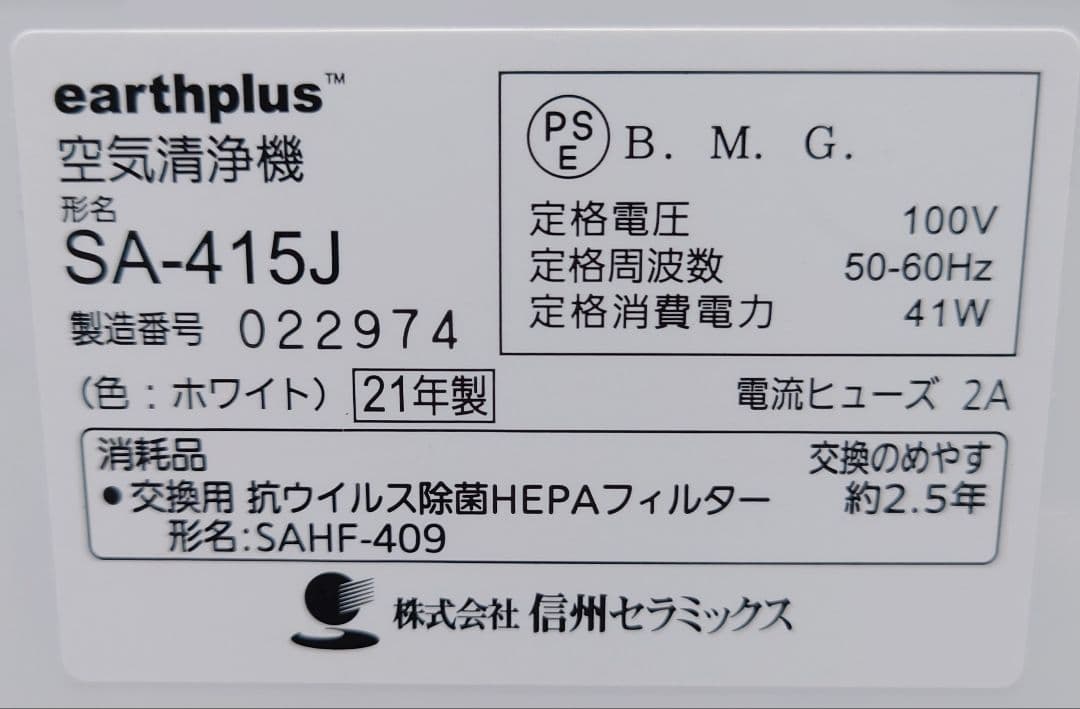 earthplus™
空気清浄機
形名
SA-415J
製造番号 022974
PSE B. M. G.
定格電圧 100V
定格周波数 50-60Hz
定格消費電力 41W
(色:ホワイト) 21年製
電流ヒューズ 2A
消耗品 交換のめやす
●交換用 抗ウイルス除菌HEPAフィルター 約2.5年
形名:SAHF-409
株式会社 信州セラミックス